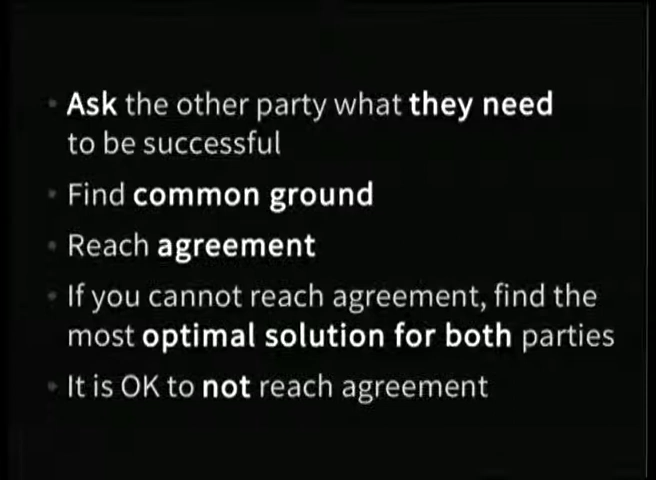 Ask the other party what they need
to be successful
Find common ground
Reach agreement
If you cannot reach agreement, find the
most optimal solution for both parties
It is OK to not reach agreement